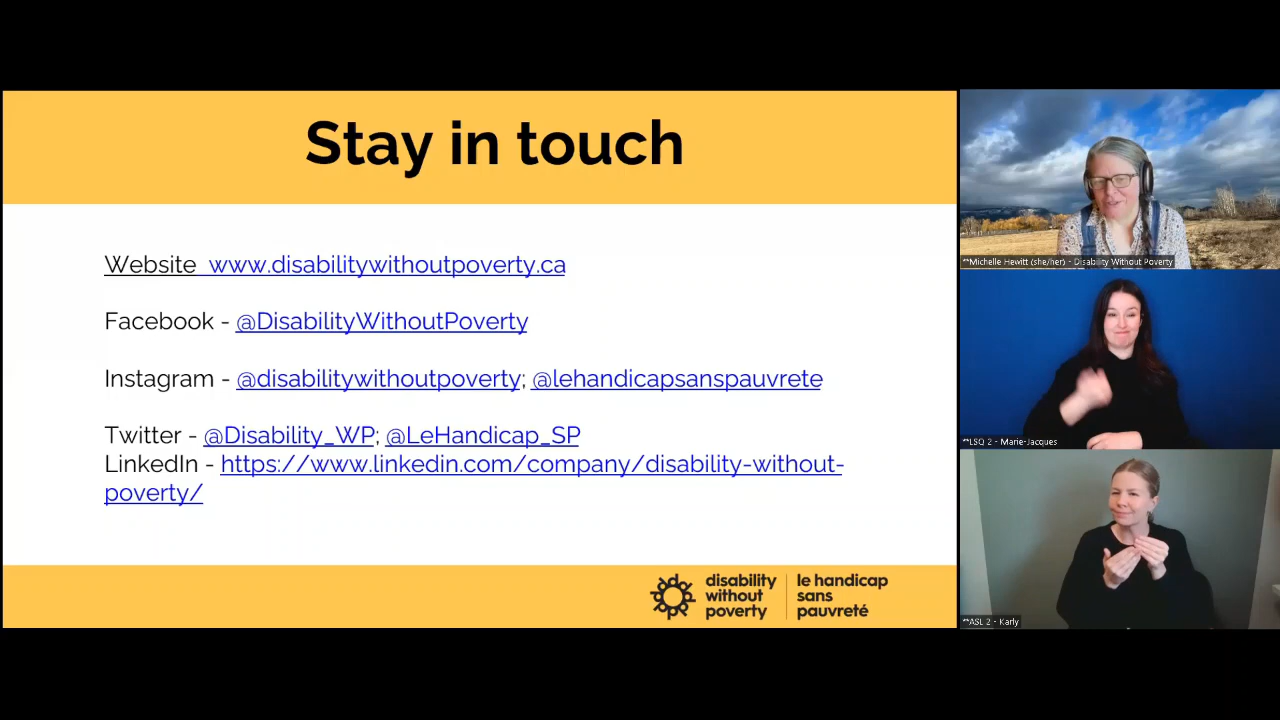 Stay in touch
Website www.disabilitywithoutpoverty.ca
Facebook - @DisabilityWithoutPoverty
Instagram - @disabilitywithoutpoverty; @lehandicapsanspauvrete
Twitter - @Disability_WP; @LeHandicap_SP
LinkedIn - https://www.linkedin.com/company/disability-without-
poverty/
disability
without
poverty
le handicap
sans
pauvreté
**Michelle Hewitt (she/her) - Disability Without Poverty
**LSQ 2 - Marie-Jacques
**ASL 2 - Karly